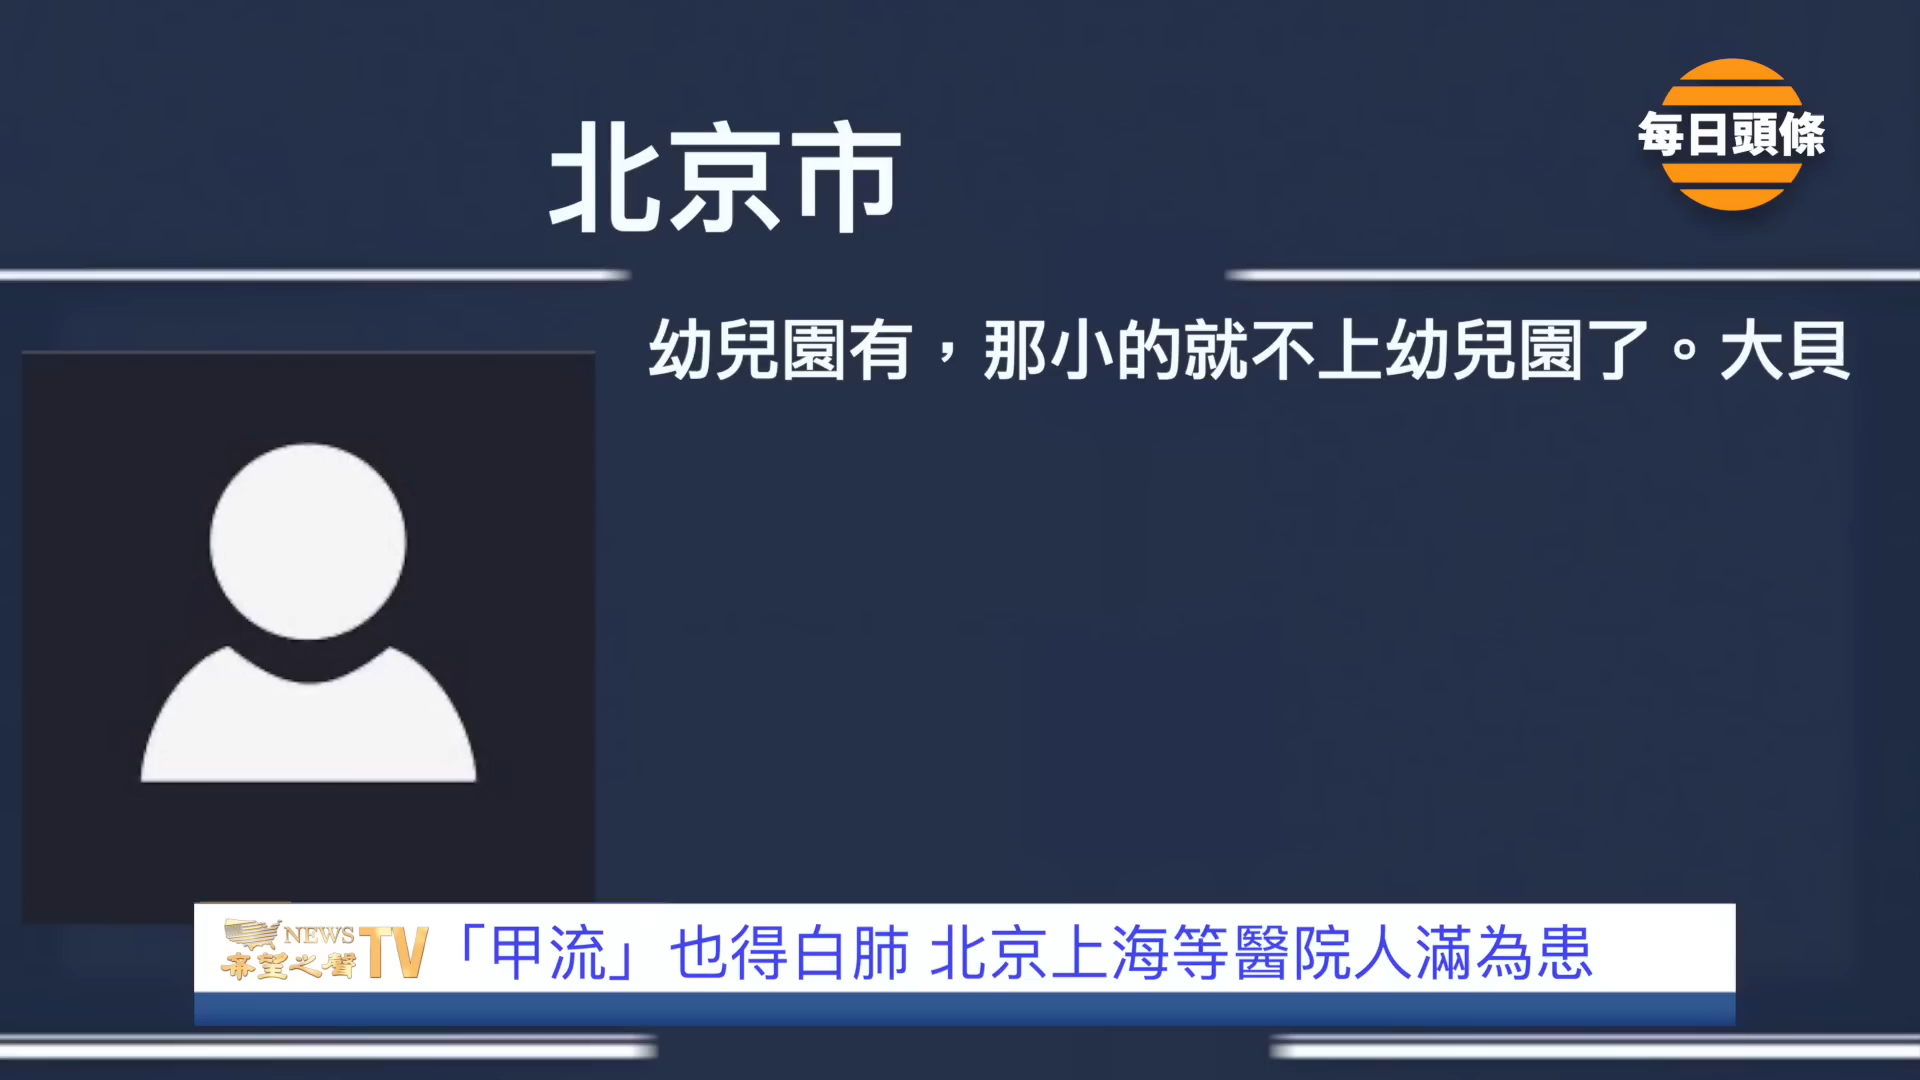 北京市
每日頭條
幼兒園有，那小的就不上幼兒園了。大貝
NEWS
希望之聲TV
「甲流」也得白肺 北京上海等醫院人滿為患